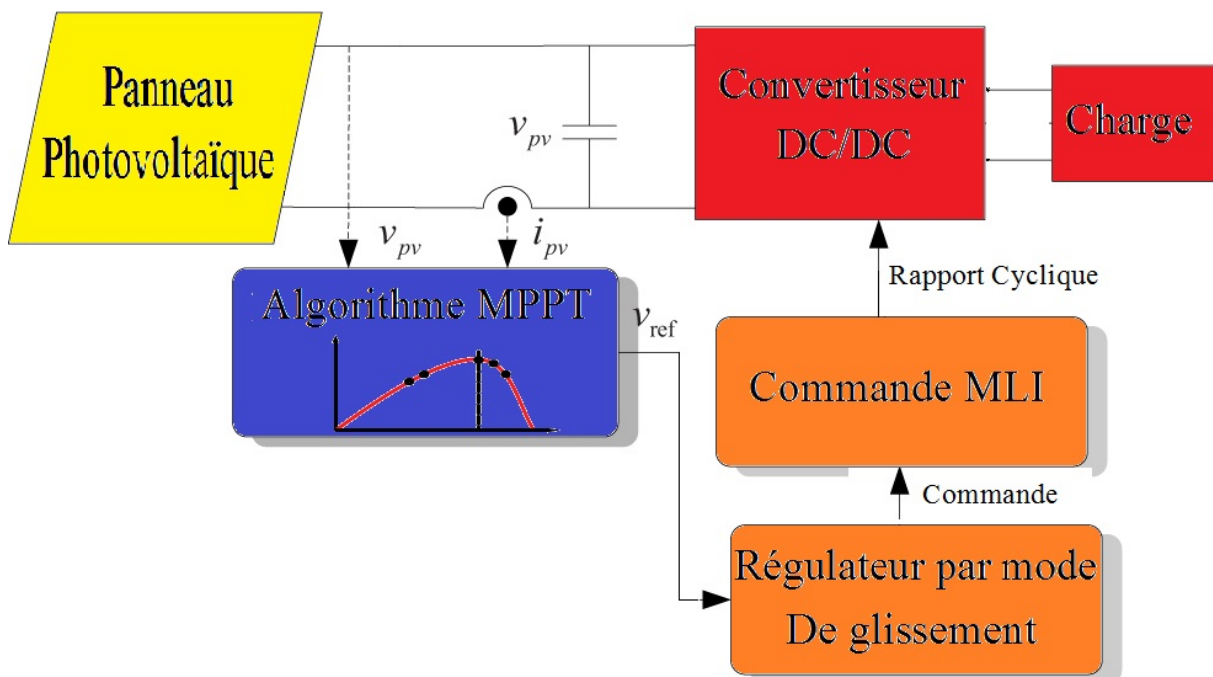 Panneau
Photovoltaïque
Convertisseur
DC/DC
Charge
v_pv
v_pv
i_pv
Rapport Cyclique
Algorithme MPPT
v_ref
Commande MLI
Commande
Régulateur par mode
De glissement